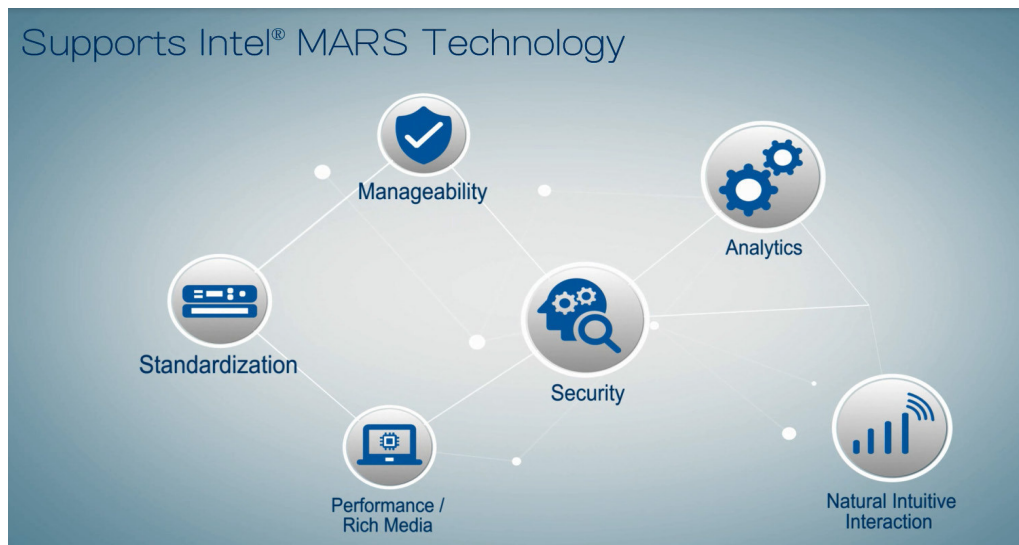 Supports Intel® MARS Technology
Manageability
Analytics
Standardization
Security
Performance /
Rich Media
Natural Intuitive
Interaction